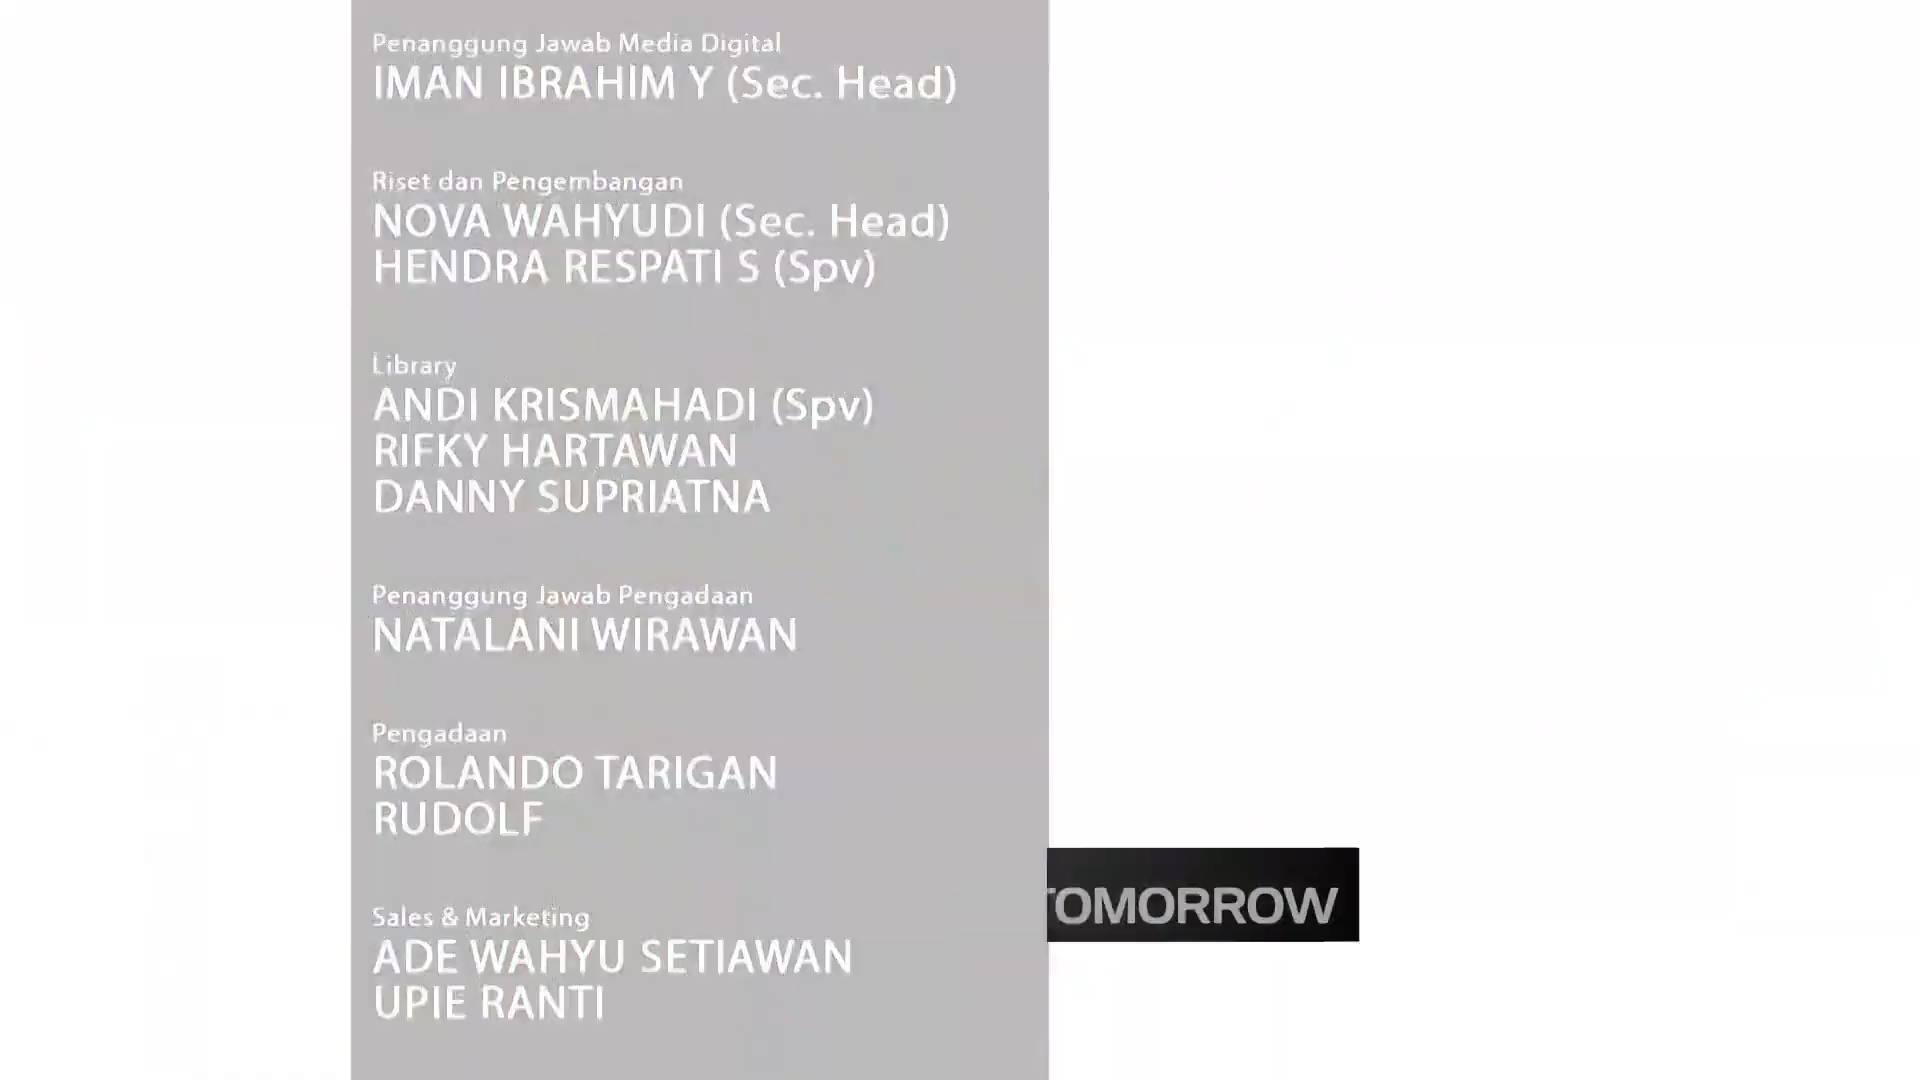 Penanggung Jawab Media Digital
IMAN IBRAHIM Y (Sec. Head)
Riset dan Pengembangan
NOVA WAHYUDI (Sec. Head)
HENDRA RESPATI S (Spv)
Library
ANDI KRISMAHADI (Spv)
RIFKY HARTAWAN
DANNY SUPRIATNA
Penanggung Jawab Pengadaan
NATALANI WIRAWAN
Pengadaan
ROLANDO TARIGAN
RUDOLF
Sales & Marketing
ADE WAHYU SETIAWAN
UPIE RANTI
TOMORROW